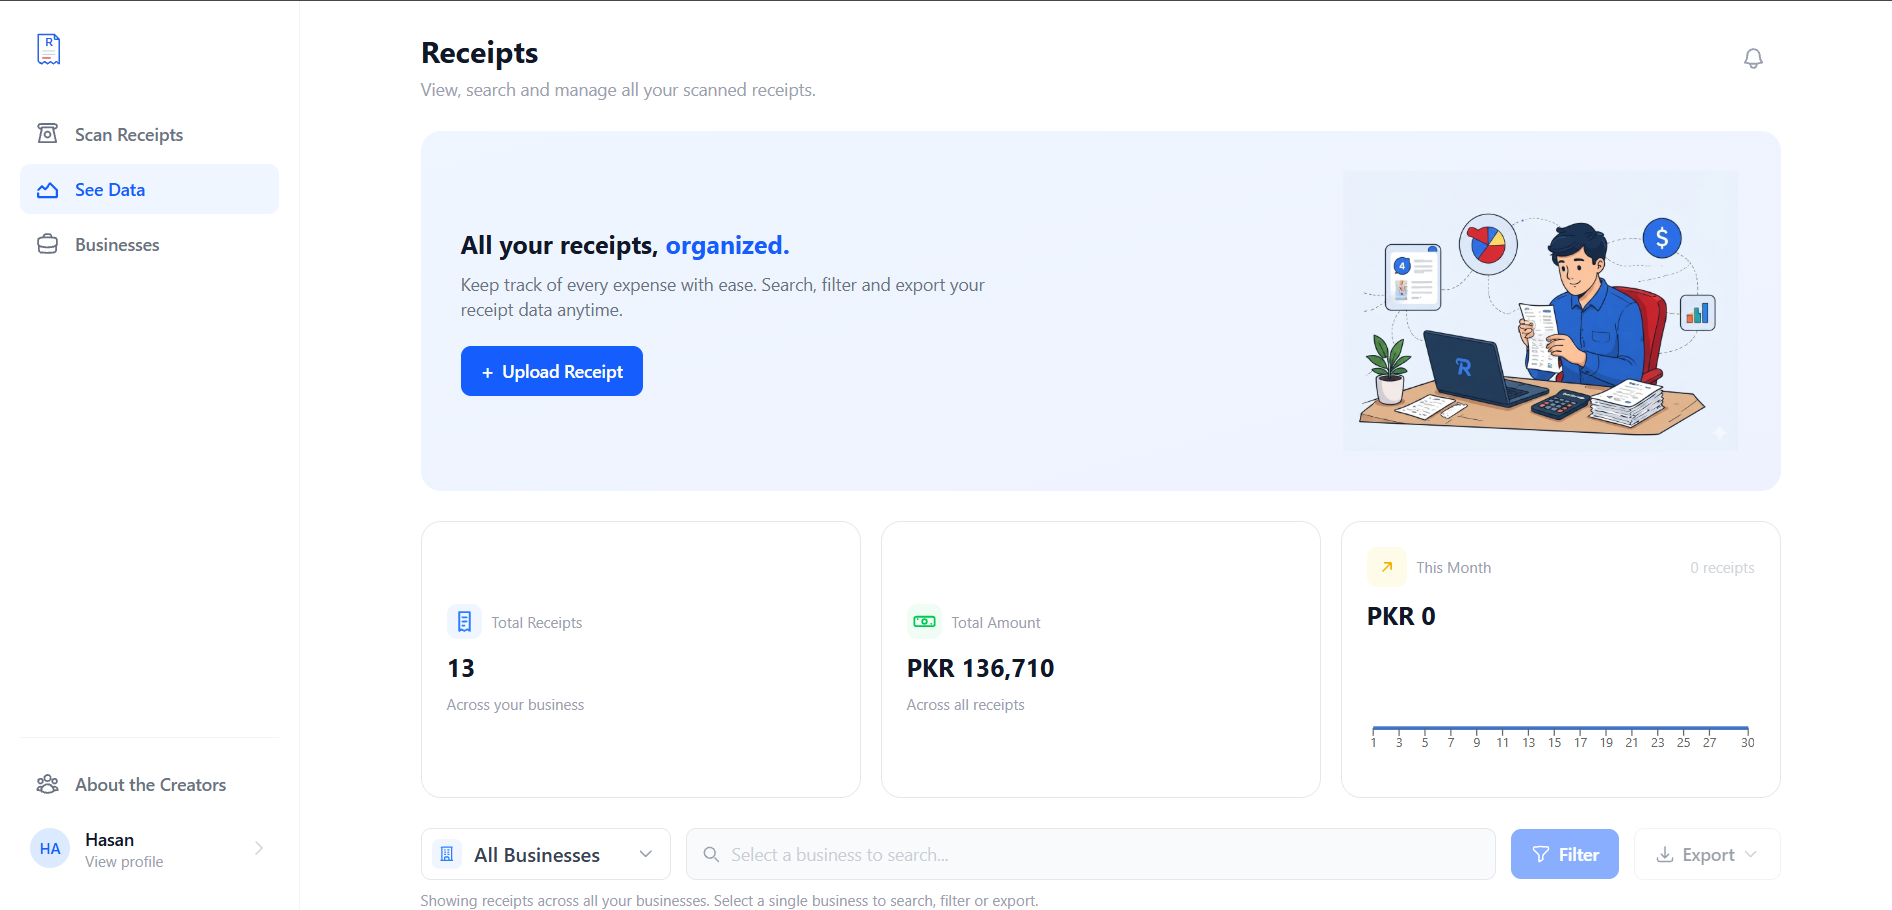 R
Scan Receipts
See Data
Businesses
About the Creators
HA
Hasan
View profile
Receipts
View, search and manage all your scanned receipts.
All your receipts, organized.
Keep track of every expense with ease. Search, filter and export your
receipt data anytime.
+ Upload Receipt
4
$
R
Total Receipts
13
Across your business
Total Amount
PKR 136,710
Across all receipts
This Month
0 receipts
PKR 0
1 3 5 7 9 11 13 15 17 19 21 23 25 27 30
All Businesses
Select a business to search...
Filter
Export
Showing receipts across all your businesses. Select a single business to search, filter or export.